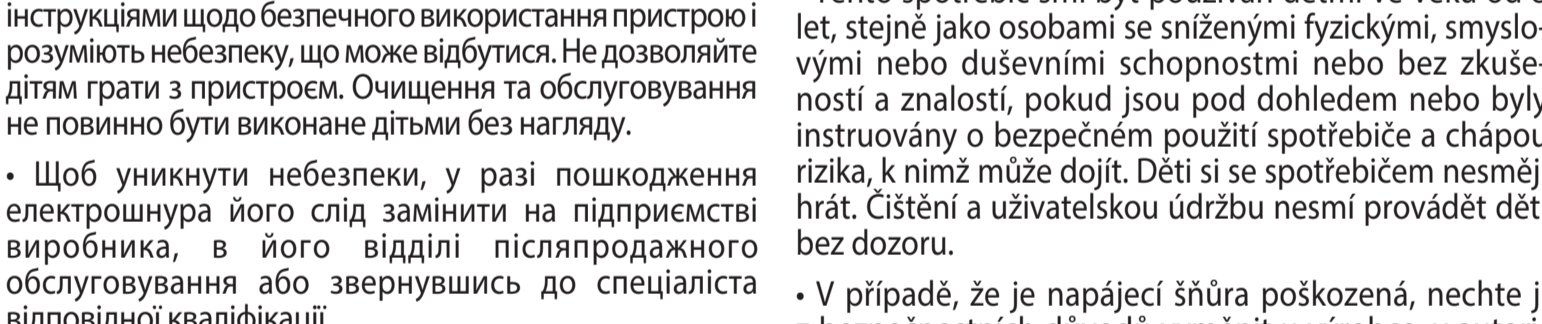 інструкціями щодо безпечного використання пристрою і
розуміють небезпеку, що може відбутися. Не дозволяйте
дітям грати з пристроєм. Очищення та обслуговування
не повинно бути виконане дітьми без нагляду.
• Щоб уникнути небезпеки, у разі пошкодження
електрошнура його слід замінити на підприємстві
виробника, в його відділі післяпродажного
обслуговування або звернувшись до спеціаліста
відповідної кваліфікації
let, stejně jako osobami se sníženými fyzickými, smyslo-
vými nebo duševními schopnostmi nebo bez zkuše-
ností a znalostí, pokud jsou pod dohledem nebo byly
instruovány o bezpečném použití spotřebiče a chápou
rizika, k nimž může dojít. Děti si se spotřebičem nesměj
hrát. Čištění a uživatelskou údržbu nesmí provádět dět
bez dozoru.
• V případě, že je napájecí šňůra poškozená, nechte j